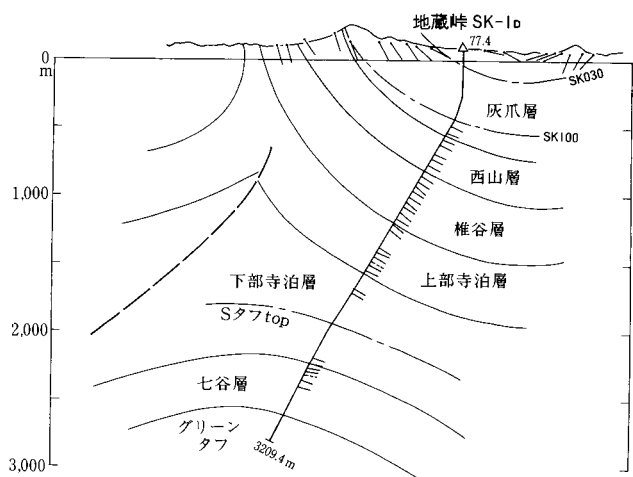 地蔵峠 SK-1D
77.4
0
m
SK030
灰爪層
SK100
西山層
1,000
椎谷層
下部寺泊層
上部寺泊層
Sタフtop
2,000
七谷層
グリーン
タフ
3209.4m
3,000